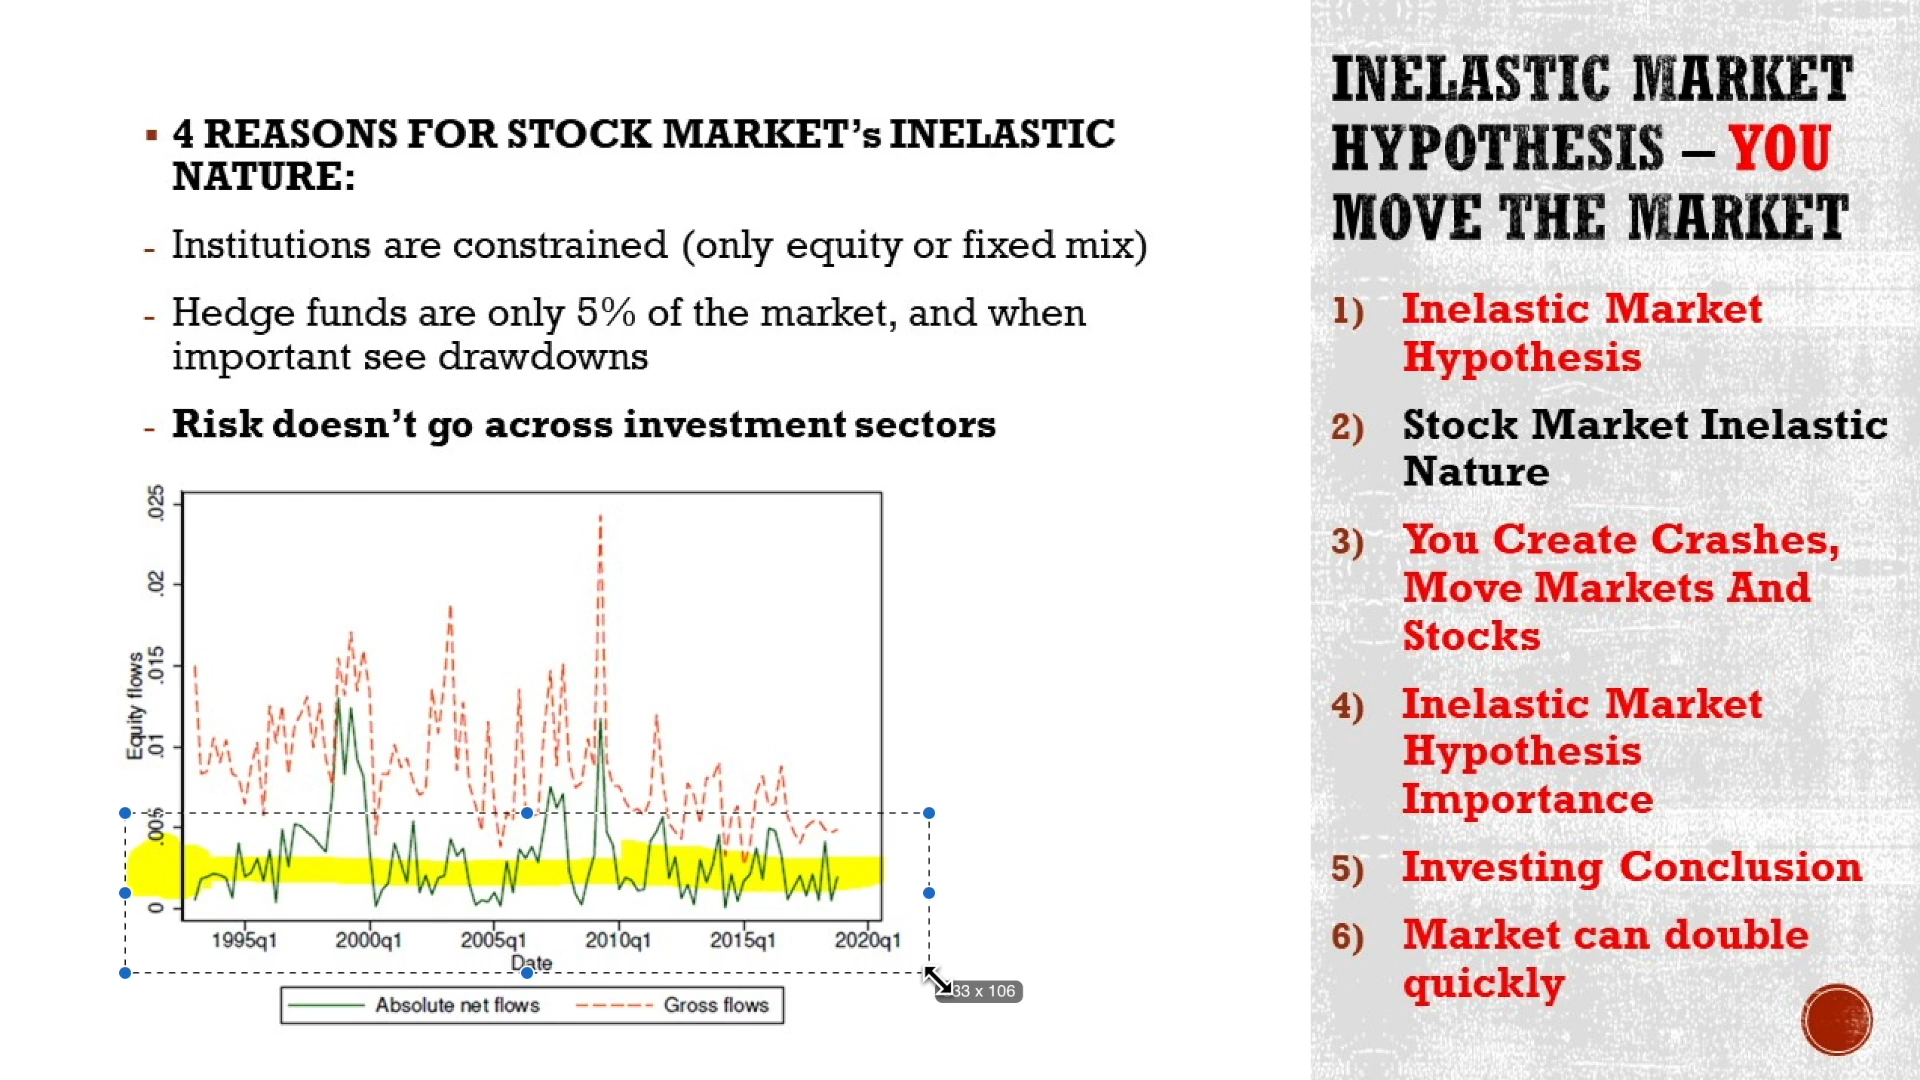 4 REASONS FOR STOCK MARKET's INELASTIC
NATURE:
- Institutions are constrained (only equity or fixed mix)
- Hedge funds are only 5% of the market, and when
important see drawdowns
- Risk doesn't go across investment sectors
Equity flows
.025
.02
.015
.01
.005
0
1995q1
2000q1
2005q1
2010q1
2015q1
2020q1
Date
Absolute net flows
Gross flows
33 x 106
INELASTIC MARKET
HYPOTHESIS – YOU
MOVE THE MARKET
1) Inelastic Market
Hypothesis
2) Stock Market Inelastic
Nature
3) You Create Crashes,
Move Markets And
Stocks
4) Inelastic Market
Hypothesis
Importance
5) Investing Conclusion
6) Market can double
quickly